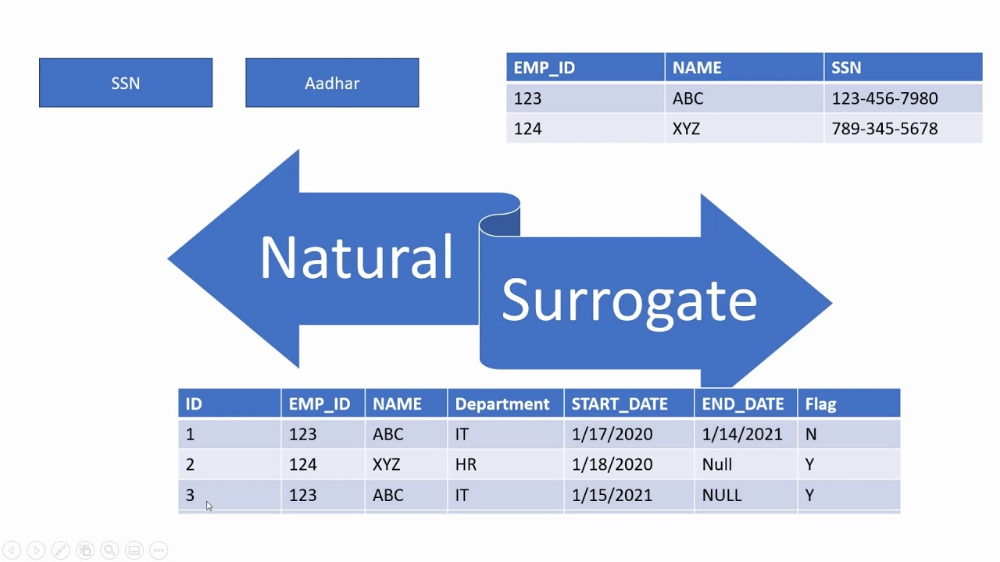 SSN Aadhar
EMP_ID NAME SSN
123 ABC 123-456-7980
124 XYZ 789-345-5678
Natural
Surrogate
ID EMP_ID NAME Department START_DATE END_DATE Flag
1 123 ABC IT 1/17/2020 1/14/2021 N
2 124 XYZ HR 1/18/2020 Null Y
3 123 ABC IT 1/15/2021 NULL Y